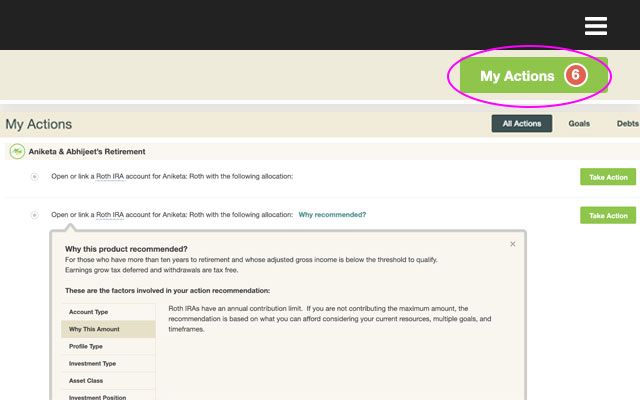 My Actions 6
My Actions
All Actions Goals Debts
Aniketa & Abhijeet's Retirement
Open or link a Roth IRA account for Aniketa: Roth with the following allocation:
Take Action
Open or link a Roth IRA account for Aniketa: Roth with the following allocation: Why recommended?
Take Action
Why this product recommended?
For those who have more than ten years to retirement and whose adjusted gross income is below the threshold to qualify.
Earnings grow tax deferred and withdrawals are tax free.
These are the factors involved in your action recommendation:
Account Type
Why This Amount
Profile Type
Investment Type
Asset Class
Investment Position
Roth IRAs have an annual contribution limit. If you are not contributing the maximum amount, the
recommendation is based on what you can afford considering your current resources, multiple goals, and
timeframes.